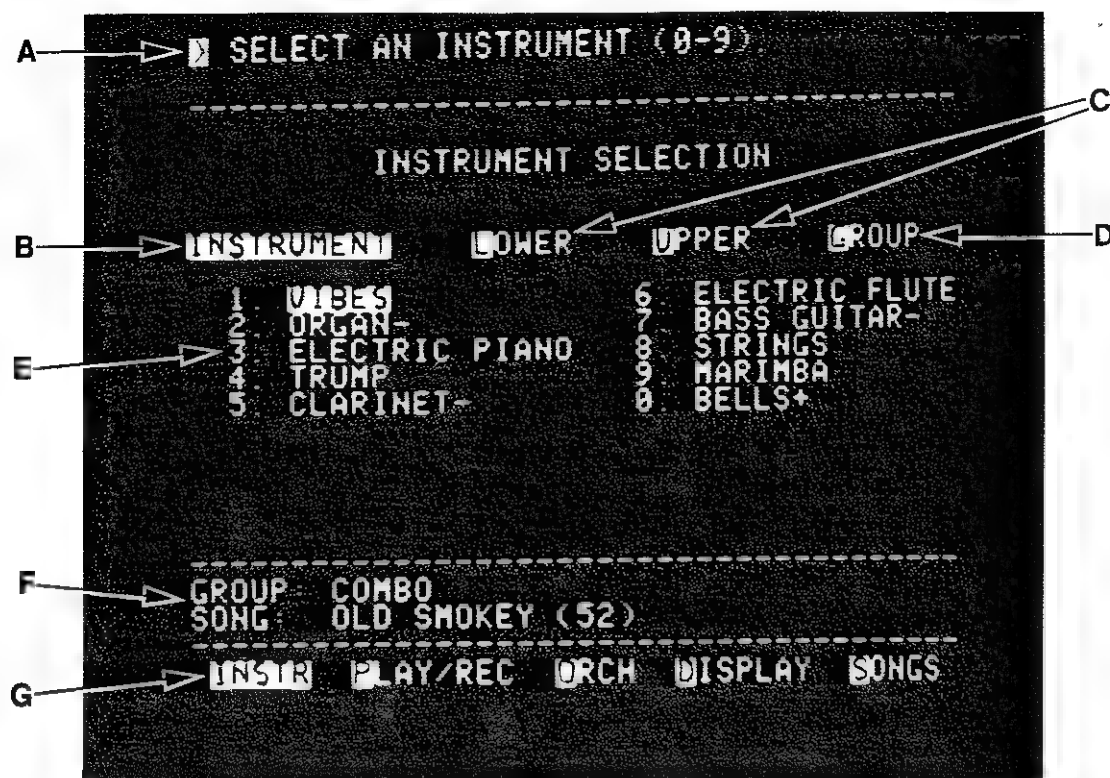 A
> SELECT AN INSTRUMENT (0-9).
C
INSTRUMENT SELECTION
B INSTRUMENT LOWER UPPER GROUP D
1. VIBES 6. ELECTRIC FLUTE
2. ORGAN- 7. BASS GUITAR-
E 3. ELECTRIC PIANO 8. STRINGS
4. TRUMP 9. MARIMBA
5. CLARINET- 0. BELLS+
F GROUP: COMBO
SONG: OLD SMOKEY (52)
G INSTR PLAY/REC ORCH DISPLAY SONGS